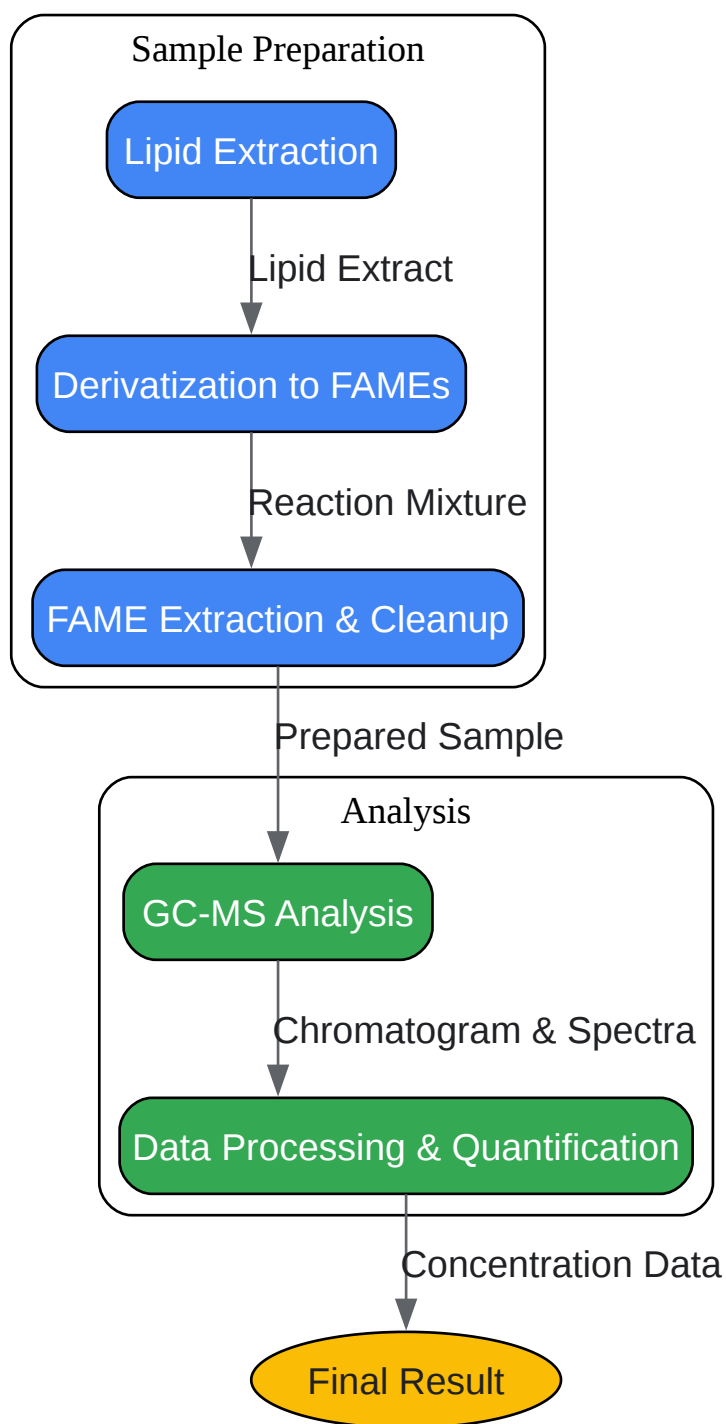 Sample Preparation
Lipid Extraction
Lipid Extract
Derivatization to FAMEs
Reaction Mixture
FAME Extraction & Cleanup
Prepared Sample
Analysis
GC-MS Analysis
Chromatogram & Spectra
Data Processing & Quantification
Concentration Data
Final Result